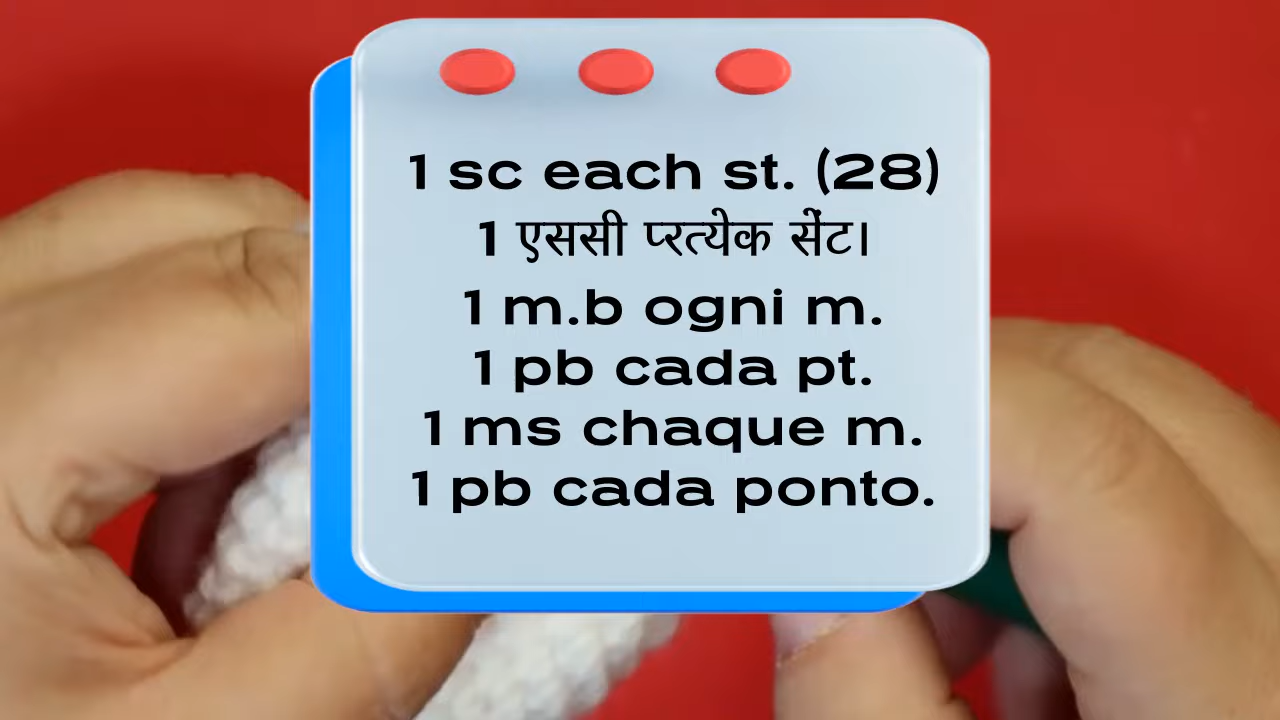 1 sc each st. (28)
1 एससी प्रत्येक सेंट।
1 m.b ogni m.
1 pb cada pt.
1 ms chaque m.
1 pb cada ponto.